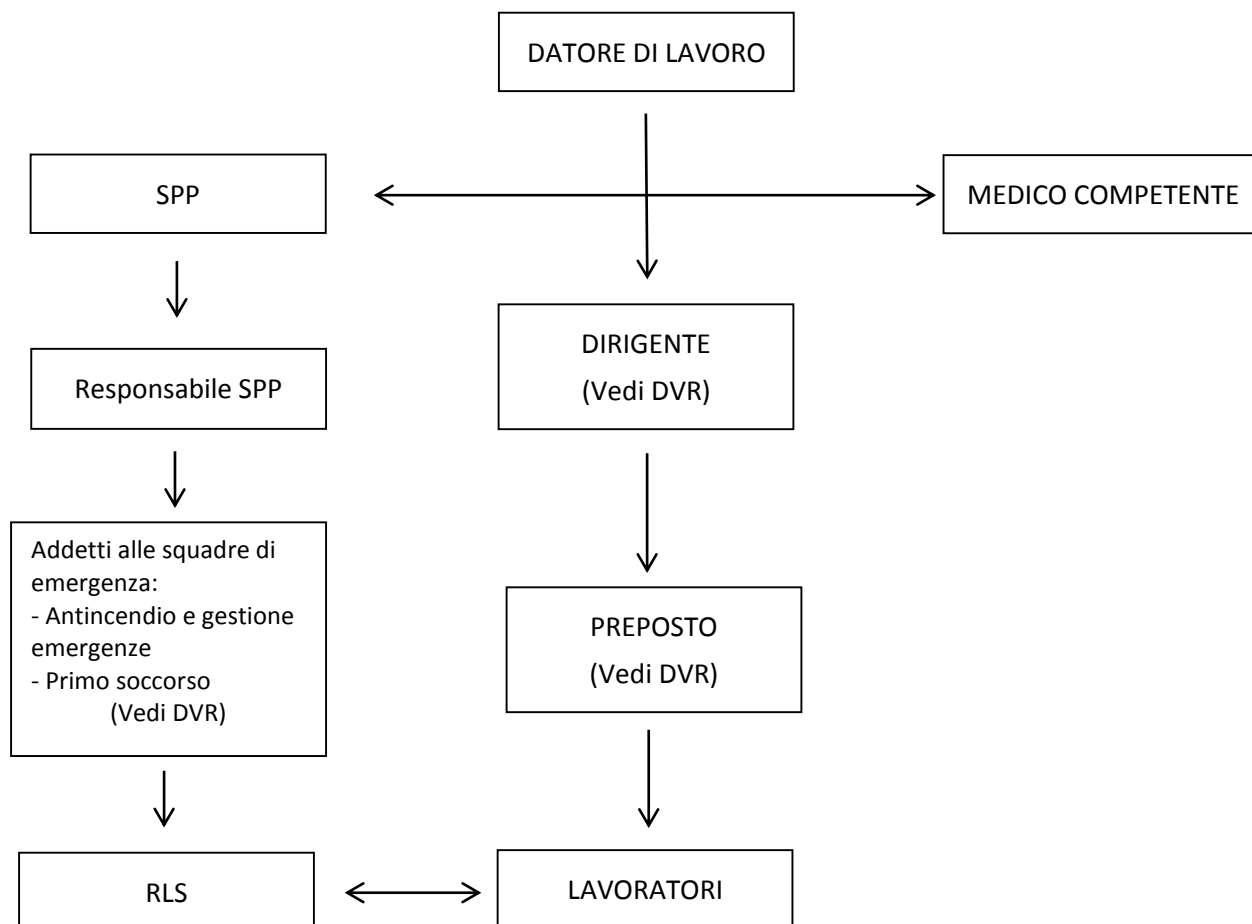 DATORE DI LAVORO
SPP
MEDICO COMPETENTE
DIRIGENTE
(Vedi DVR)
Responsabile SPP
Addetti alle squadre di
emergenza:
- Antincendio e gestione
emergenze
- Primo soccorso
(Vedi DVR)
PREPOSTO
(Vedi DVR)
RLS
LAVORATORI